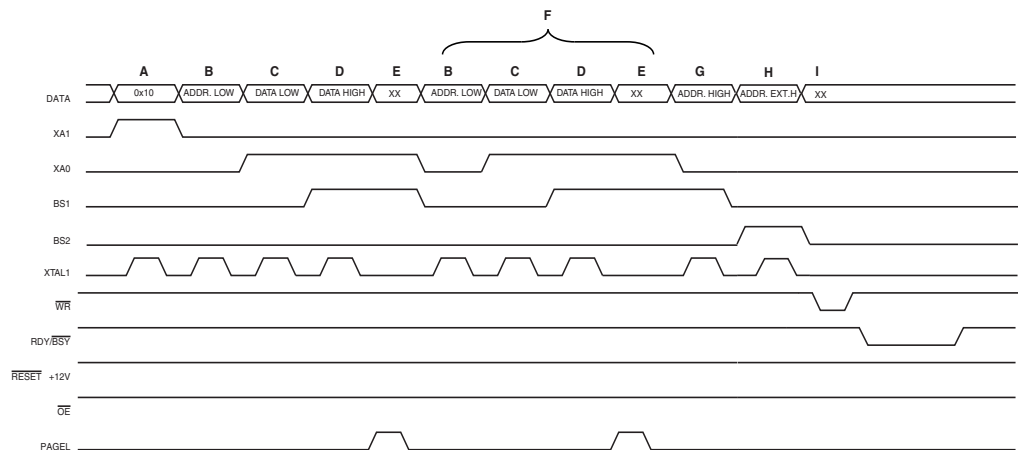 F
A B C D E B C D E G H I
DATA 0x10 ADDR. LOW DATA LOW DATA HIGH XX ADDR. LOW DATA LOW DATA HIGH XX ADDR. HIGH ADDR. EXT.H XX
XA1
XA0
BS1
BS2
XTAL1
WR
RDY/BSY
RESET +12V
OE
PAGEL